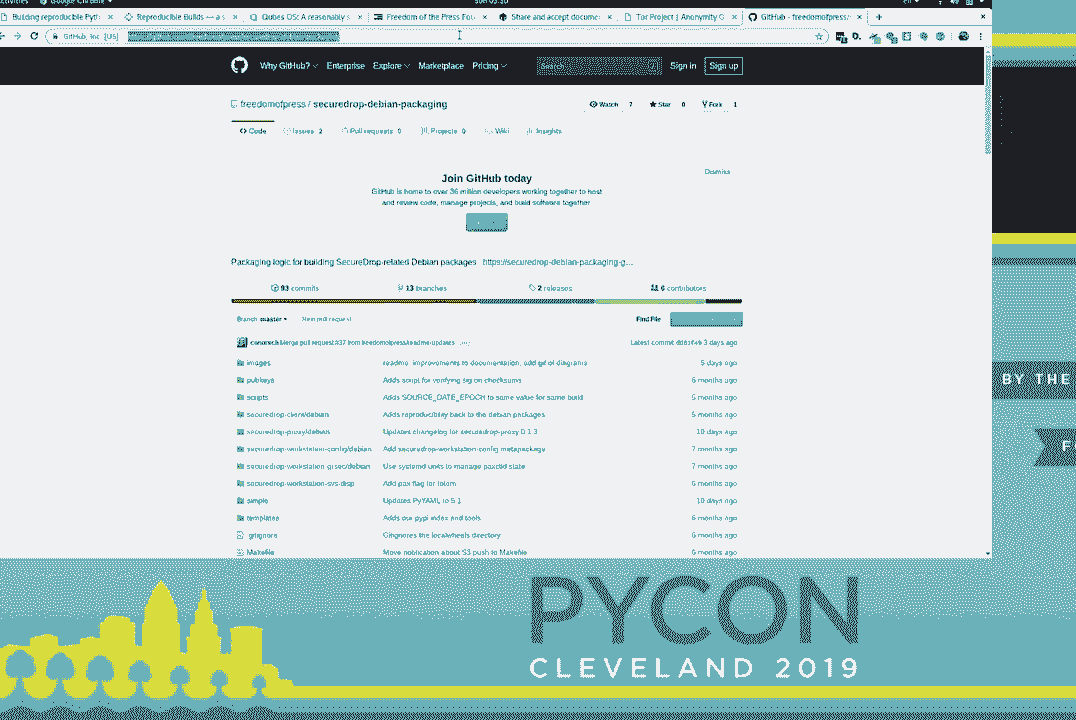 Building reproducible Pyth
Reproducible Builds — a s
Qubes OS: A reasonably s
Freedom of the Press Fou
Share and accept docume
Tor Project | Anonymity O
GitHub - freedomofpress/s
GitHub, Inc. [US]
Why GitHub? Enterprise Explore Marketplace Pricing Search Sign in Sign up
freedomofpress / securedrop-debian-packaging
Watch 7 Star 0 Fork 1
Code Issues 2 Pull requests 0 Projects 0 Wiki Insights
Dismiss
Join GitHub today
GitHub is home to over 36 million developers working together to host
and review code, manage projects, and build software together
Packaging logic for building SecureDrop-related Debian packages https://securedrop-debian-packaging-g...
93 commits 13 branches 2 releases 6 contributors
Branch: master New pull request Find File
conorsch Merge pull request #37 from freedomofpress/readme-updates Latest commit 3 days ago
images readme: improvements to documentation, add gif of diagrams 5 days ago
pubkeys Adds script for verifying sig on checksums 6 months ago
scripts Adds SOURCE_DATE_EPOCH to same value for same build 5 months ago
securedrop-client/debian Adds reproducibility back to the debian packages 5 months ago
securedrop-proxy/debian Updates changelog for securedrop-proxy 0.1.3 10 days ago
securedrop-workstation-config/debian Add securedrop-workstation-config metapackage 7 months ago
securedrop-workstation-grsec/debian Use systemd units to manage paxctld state 7 months ago
securedrop-workstation-svs-disp Add pax flag for totem 6 months ago
simple Updates PyYAML to 5.1 10 days ago
templates Adds our pypi index and tools 6 months ago
.gitignore Gitignores the localwheels directory 6 months ago
Makefile Move notification about S3 push to Makefile 6 months ago
BY THE
F
PYCON
CLEVELAND 2019